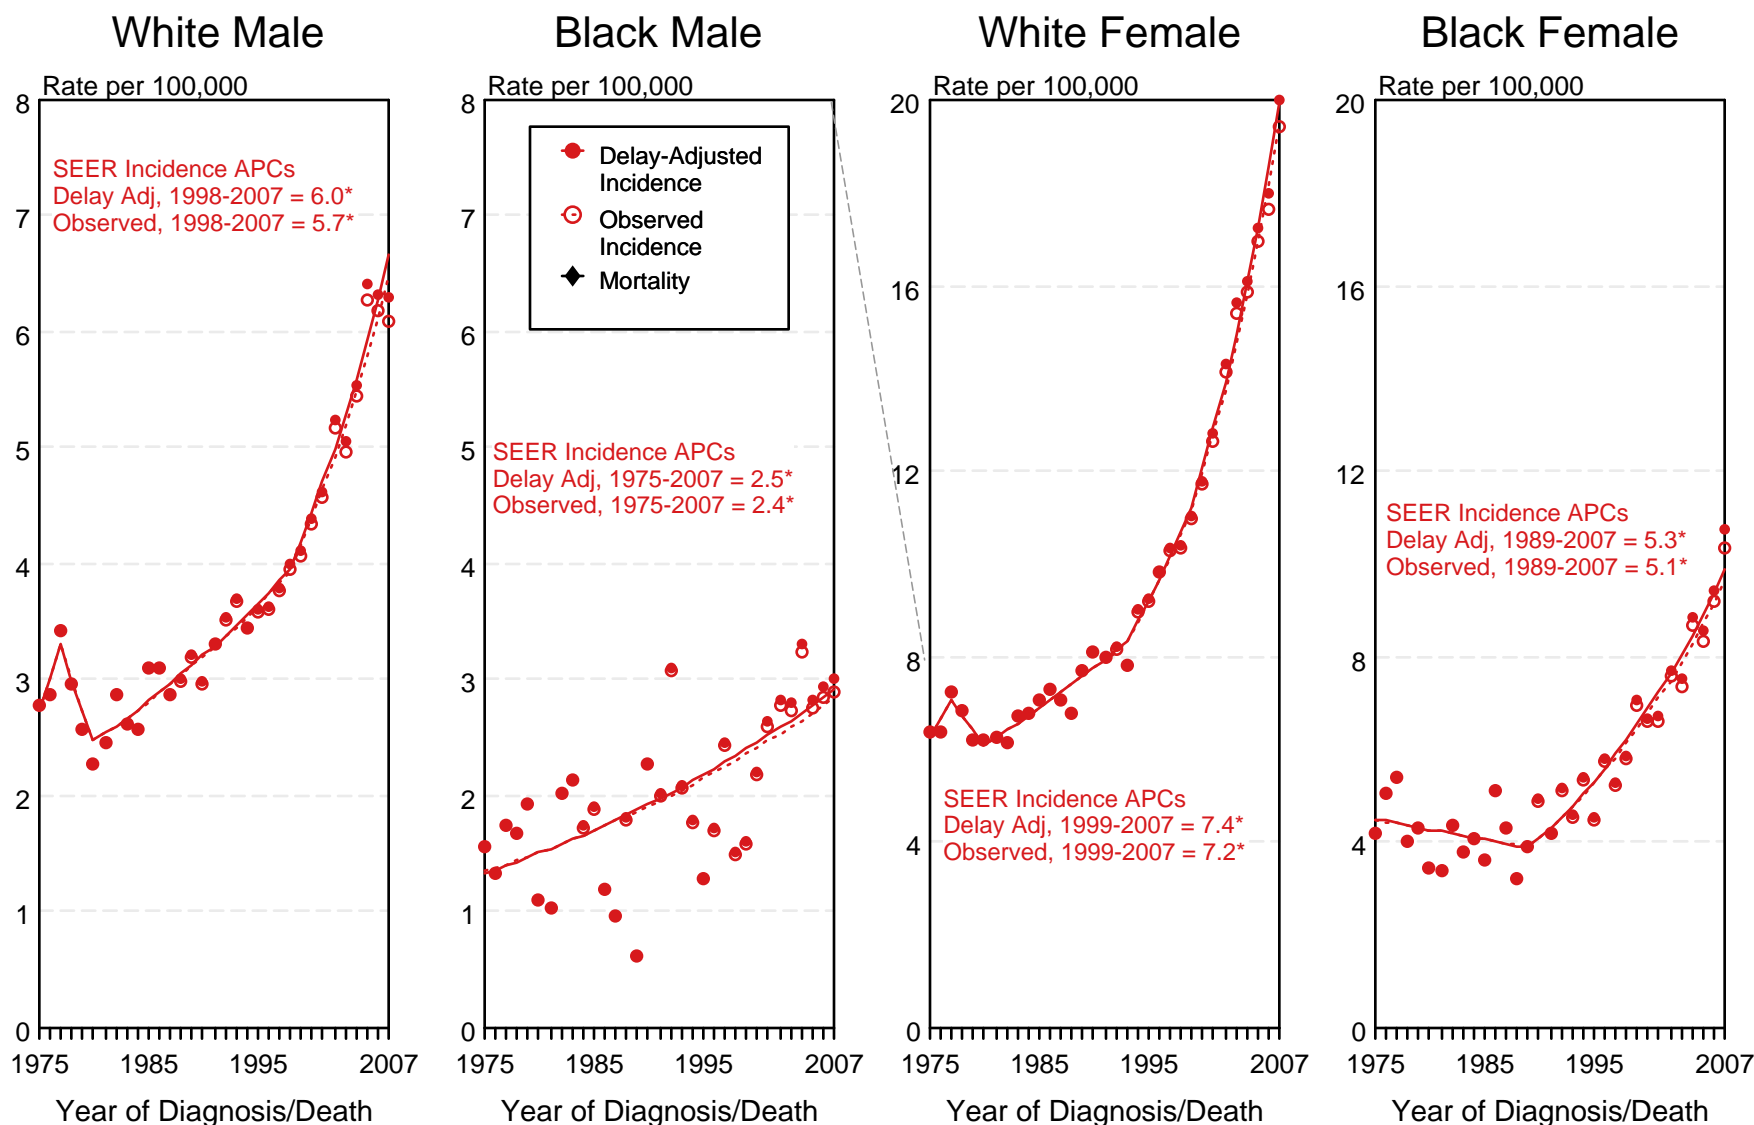 White Male
Black Male
White Female
Black Female
Rate per 100,000
8
7
6
5
4
3
2
1
0
SEER Incidence APCs
Delay Adj, 1998-2007 = 6.0*
Observed, 1998-2007 = 5.7*
1975
1985
1995
2007
Year of Diagnosis/Death
Rate per 100,000
8
7
6
5
4
3
2
1
0
Delay-Adjusted
Incidence
Observed
Incidence
Mortality
SEER Incidence APCs
Delay Adj, 1975-2007 = 2.5*
Observed, 1975-2007 = 2.4*
1975
1985
1995
2007
Year of Diagnosis/Death
Rate per 100,000
20
16
12
8
4
0
SEER Incidence APCs
Delay Adj, 1999-2007 = 7.4*
Observed, 1999-2007 = 7.2*
1975
1985
1995
2007
Year of Diagnosis/Death
Rate per 100,000
20
16
12
8
4
0
SEER Incidence APCs
Delay Adj, 1989-2007 = 5.3*
Observed, 1989-2007 = 5.1*
1975
1985
1995
2007
Year of Diagnosis/Death